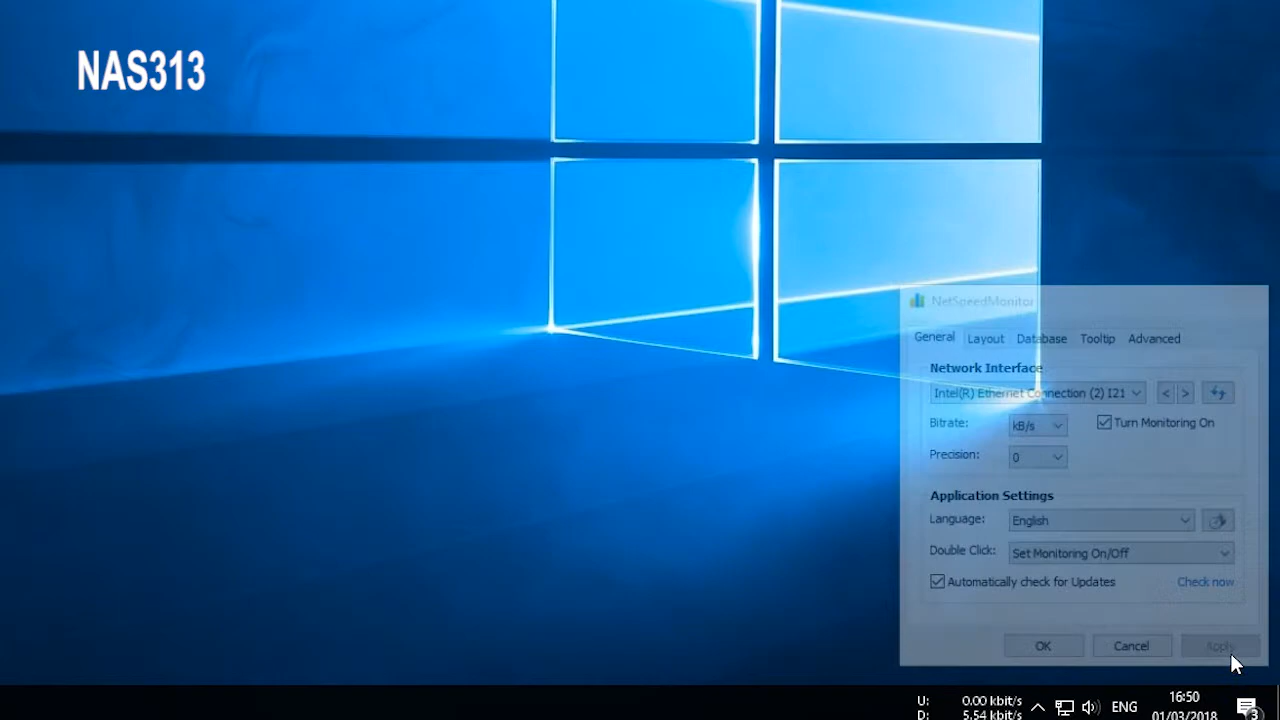 NAS313
NetSpeedMonitor
General Layout Database Tooltip Advanced
Network Interface
Intel(R) Ethernet Connection (2) I21
< >
Bitrate: kB/s Turn Monitoring On
Precision: 0
Application Settings
Language: English
Double Click: Set Monitoring On/Off
Automatically check for Updates Check now
OK Cancel Apply
U: 0.00 kbit/s
D: 5.54 kbit/s
ENG
16:50
01/03/2018
3